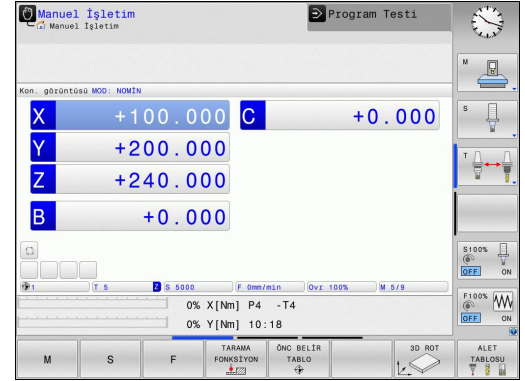 Manuel İşletim
Manuel İşletim
Program Testi
Kon. görüntüsü MOD: NOMİN
X +100.000
C +0.000
Y +200.000
Z +240.000
B +0.000
M
S
T
S100%
OFF ON
F100%
OFF ON
1 T 5 Z S 5000 F 0mm/min Ovr 100% M 5/9
0% X[Nm] P4 -T4
0% Y[Nm] 10:18
M
S
F
TARAMA
FONKSİYON
ÖNC BELİR
TABLO
3D ROT
ALET
TABLOSU